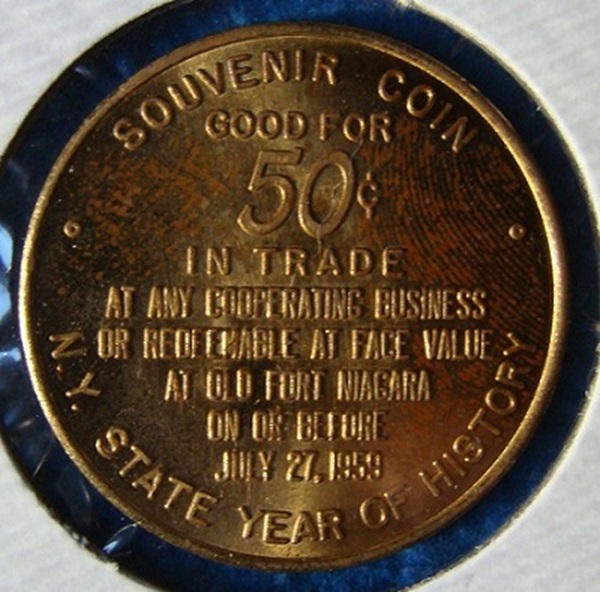 SOUVENIR COIN
GOOD FOR
50¢
IN TRADE
AT ANY COOPERATING BUSINESS
OR REDEEMABLE AT FACE VALUE
AT OLD FORT NIAGARA
ON OR BEFORE
JULY 27, 1959
N.Y. STATE YEAR OF HISTORY